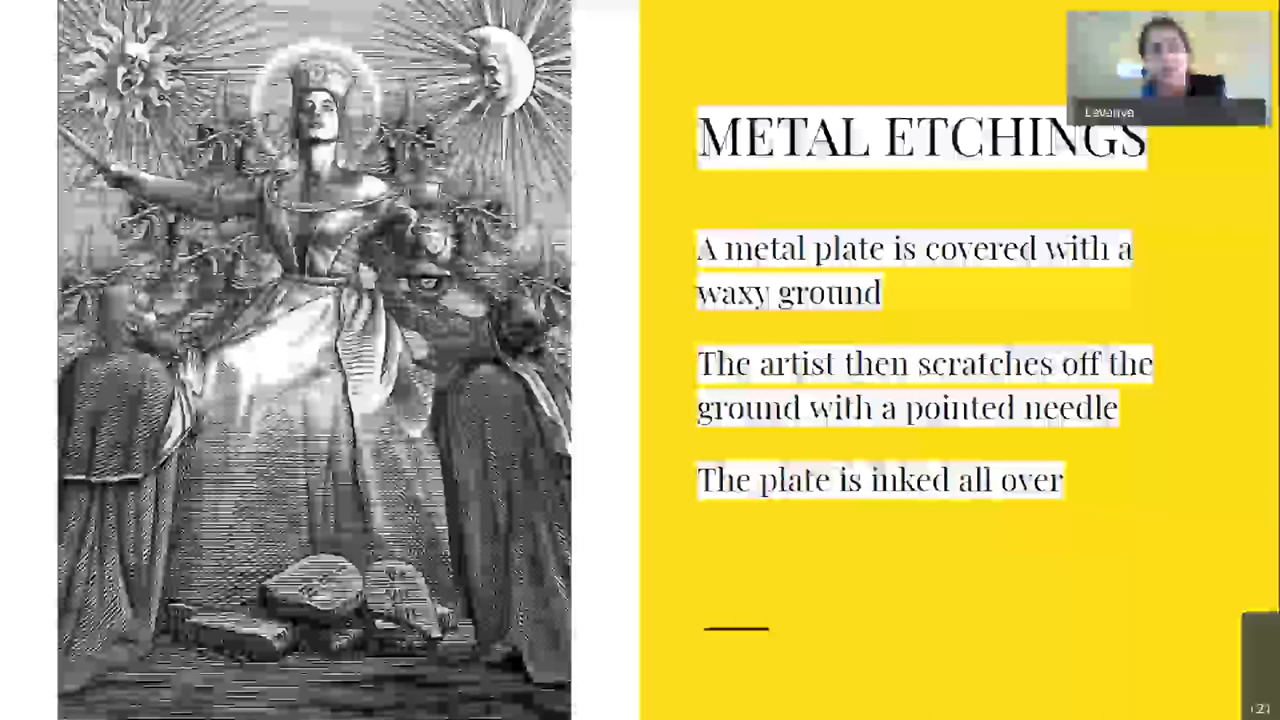 METAL ETCHINGS
A metal plate is covered with a
waxy ground
The artist then scratches off the
ground with a pointed needle
The plate is inked all over